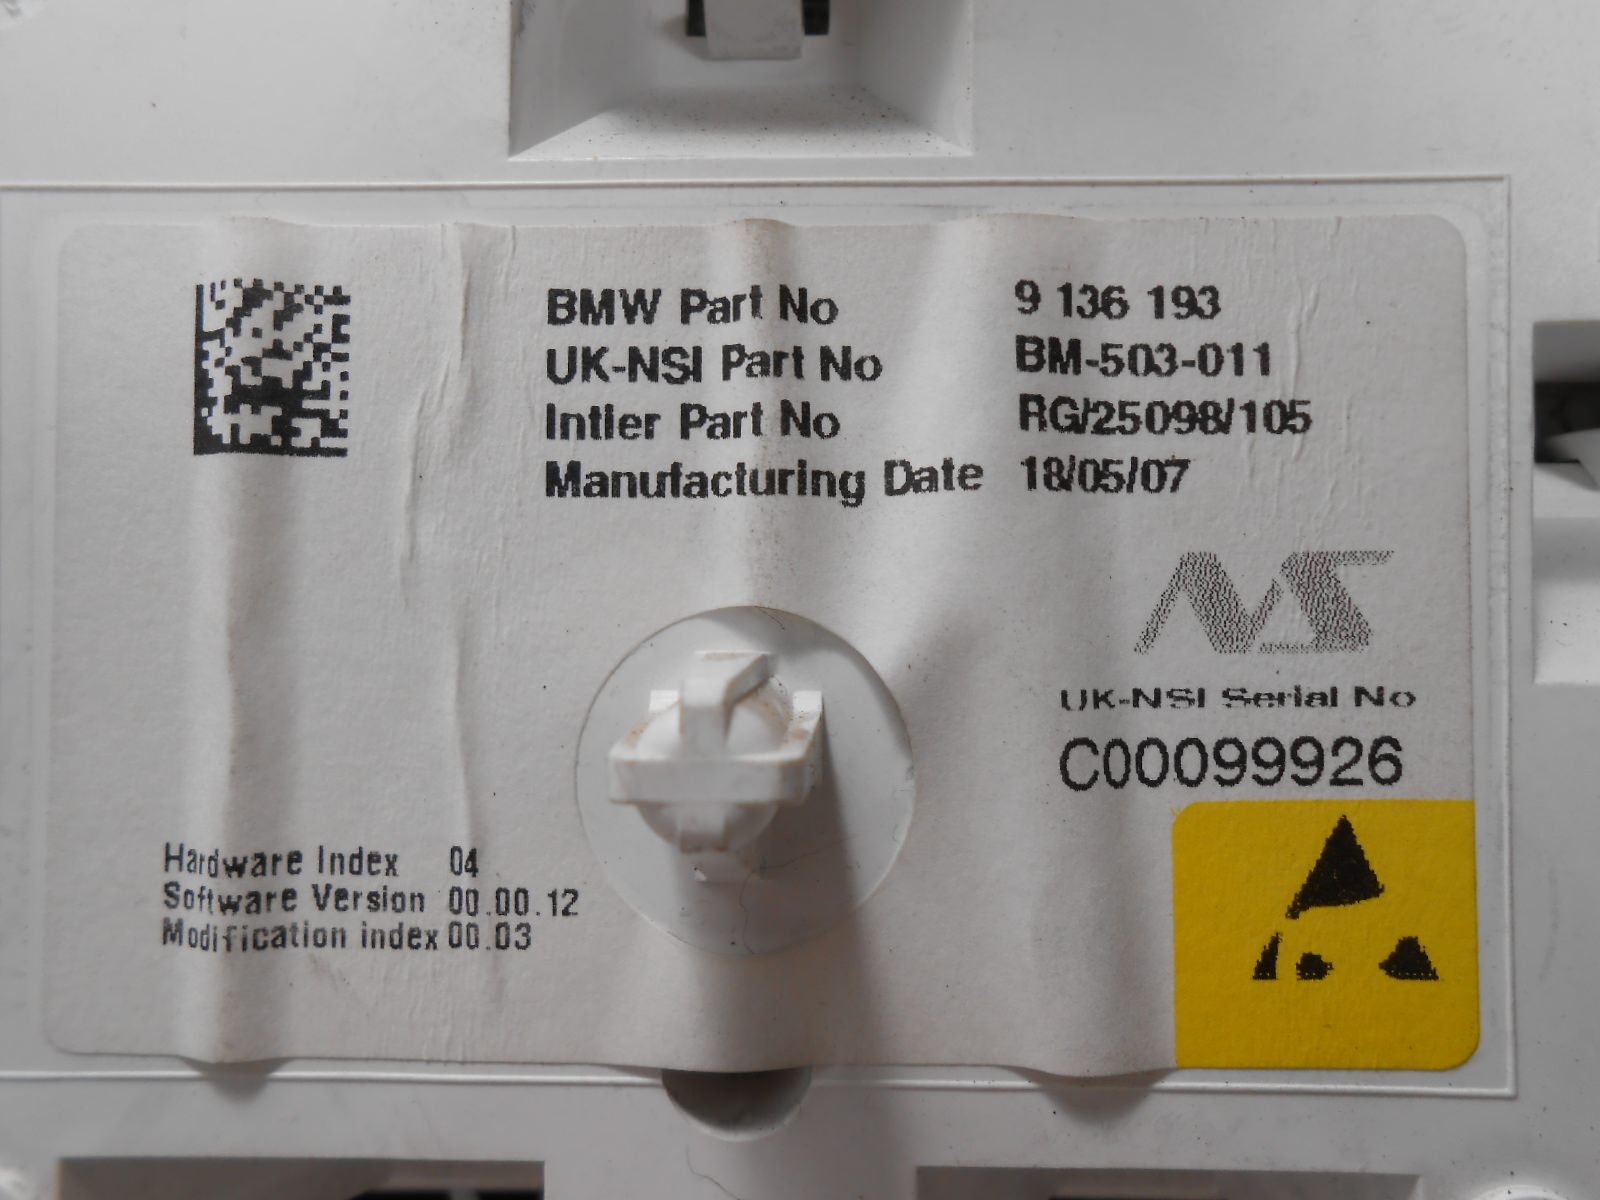 BMW Part No 9 136 193
UK-NSI Part No BM-503-011
Intier Part No RG/25098/105
Manufacturing Date 18/05/07
NS
UK-NSI Serial No
C00099926
Hardware Index 04
Software Version 00.00.12
Modification index 00.03